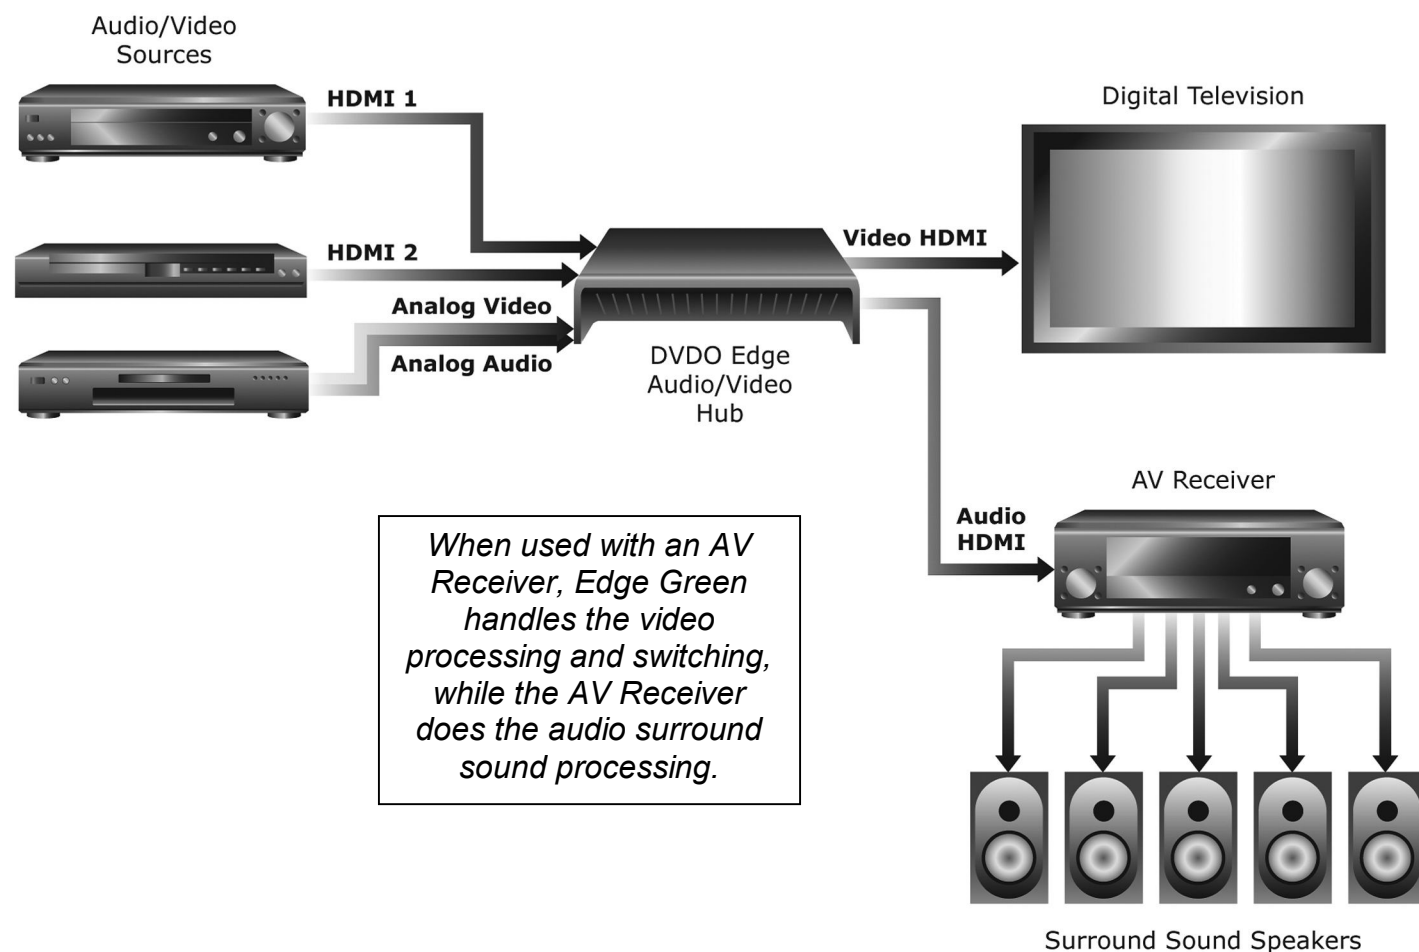 Audio/Video
Sources
HDMI 1
HDMI 2
Analog Video
Analog Audio
DVDO Edge
Audio/Video
Hub
Video HDMI
Digital Television
Audio
HDMI
AV Receiver
When used with an AV
Receiver, Edge Green
handles the video
processing and switching,
while the AV Receiver
does the audio surround
sound processing.
Surround Sound Speakers